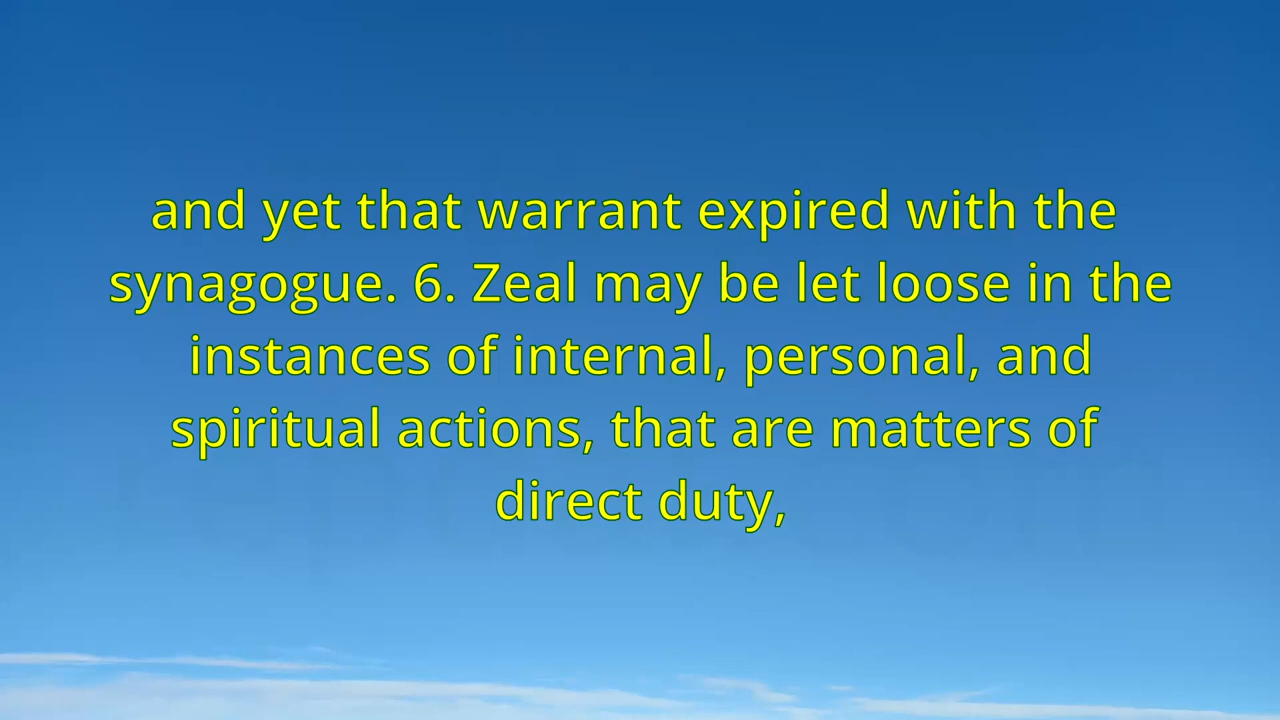 and yet that warrant expired with the
synagogue. 6. Zeal may be let loose in the
instances of internal, personal, and
spiritual actions, that are matters of
direct duty,